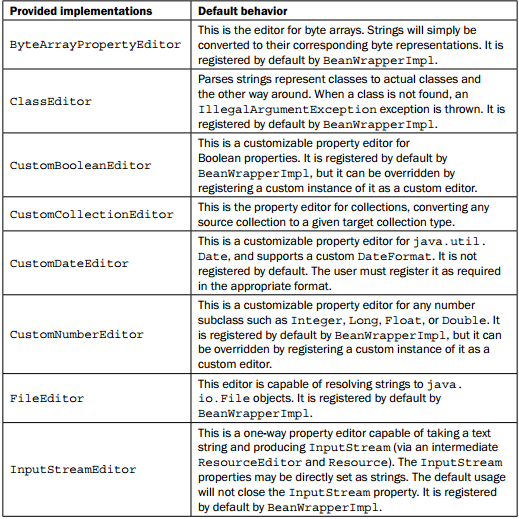 Provided implementations Default behavior
ByteArrayPropertyEditor
This is the editor for byte arrays. Strings will simply be
converted to their corresponding byte representations. It is
registered by default by BeanWrapperImpl.
ClassEditor
Parses strings represent classes to actual classes and
the other way around. When a class is not found, an
IllegalArgumentException exception is thrown. It is
registered by default by BeanWrapperImpl.
CustomBooleanEditor
This is a customizable property editor for
Boolean properties. It is registered by default by
BeanWrapperImpl, but it can be overridden by
registering a custom instance of it as a custom editor.
CustomCollectionEditor
This is the property editor for collections, converting any
source collection to a given target collection type.
CustomDateEditor
This is a customizable property editor for java.util.
Date, and supports a custom DateFormat. It is not
registered by default. The user must register it as required
in the appropriate format.
CustomNumberEditor
This is a customizable property editor for any number
subclass such as Integer, Long, Float, or Double. It
is registered by default by BeanWrapperImpl, but it can
be overridden by registering a custom instance of it as a
custom editor.
FileEditor
This editor is capable of resolving strings to java.
io.File objects. It is registered by default by
BeanWrapperImpl.
InputStreamEditor
This is a one-way property editor capable of taking a text
string and producing InputStream (via an intermediate
ResourceEditor and Resource). The InputStream
properties may be directly set as strings. The default usage
will not close the InputStream property. It is registered
by default by BeanWrapperImpl.